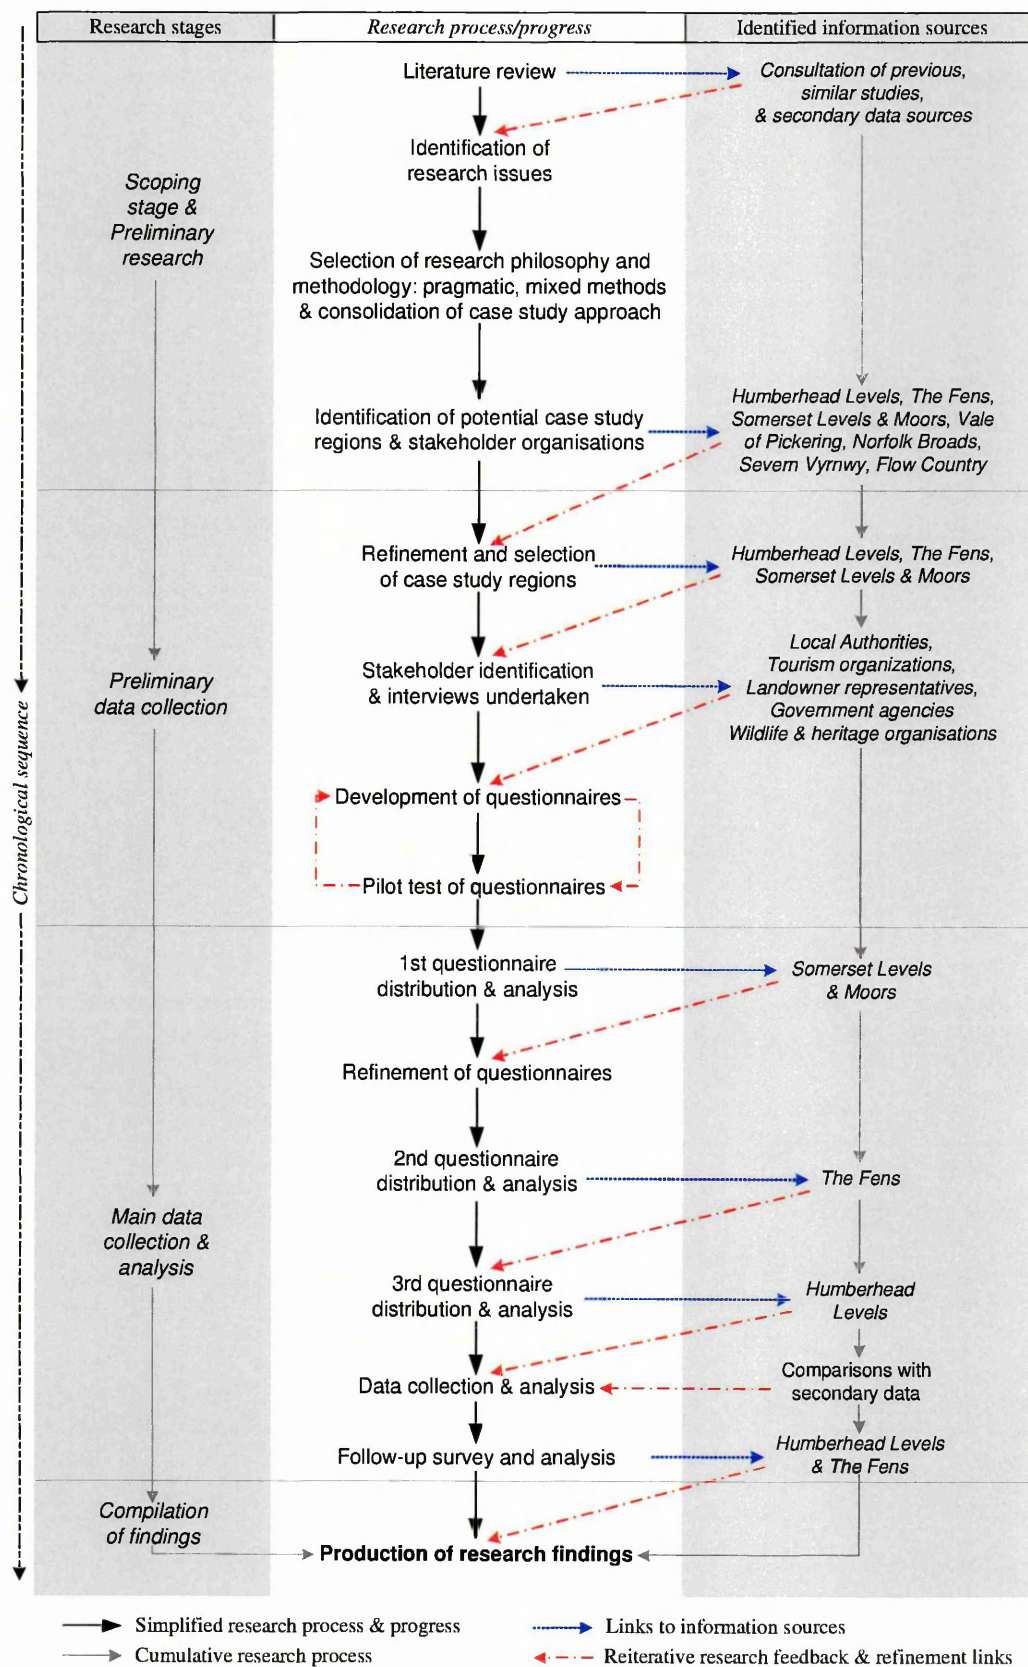 Research stages
Research process/progress
Identified information sources
Literature review
Consultation of previous,
similar studies,
& secondary data sources
Identification of
research issues
Scoping
stage &
Preliminary
research
Selection of research philosophy and
methodology: pragmatic, mixed methods
& consolidation of case study approach
Identification of potential case study
regions & stakeholder organisations
Humberhead Levels, The Fens,
Somerset Levels & Moors, Vale
of Pickering, Norfolk Broads,
Severn Vyrnwy, Flow Country
Refinement and selection
of case study regions
Humberhead Levels, The Fens,
Somerset Levels & Moors
Stakeholder identification
& interviews undertaken
Local Authorities,
Tourism organizations,
Landowner representatives,
Government agencies
Wildlife & heritage organisations
Preliminary
data collection
Chronological sequence
Development of questionnaires
Pilot test of questionnaires
1st questionnaire
distribution & analysis
Somerset Levels
& Moors
Refinement of questionnaires
2nd questionnaire
distribution & analysis
The Fens
Main data
collection &
analysis
3rd questionnaire
distribution & analysis
Humberhead
Levels
Data collection & analysis
Comparisons with
secondary data
Follow-up survey and analysis
Humberhead Levels
& The Fens
Compilation
of findings
Production of research findings
Simplified research process & progress
Links to information sources
Cumulative research process
Reiterative research feedback & refinement links